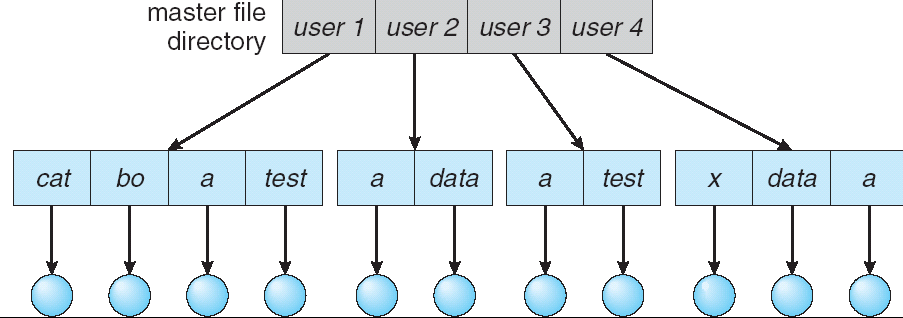 master file
directory
user 1 user 2 user 3 user 4
cat bo a test a data a test x data a